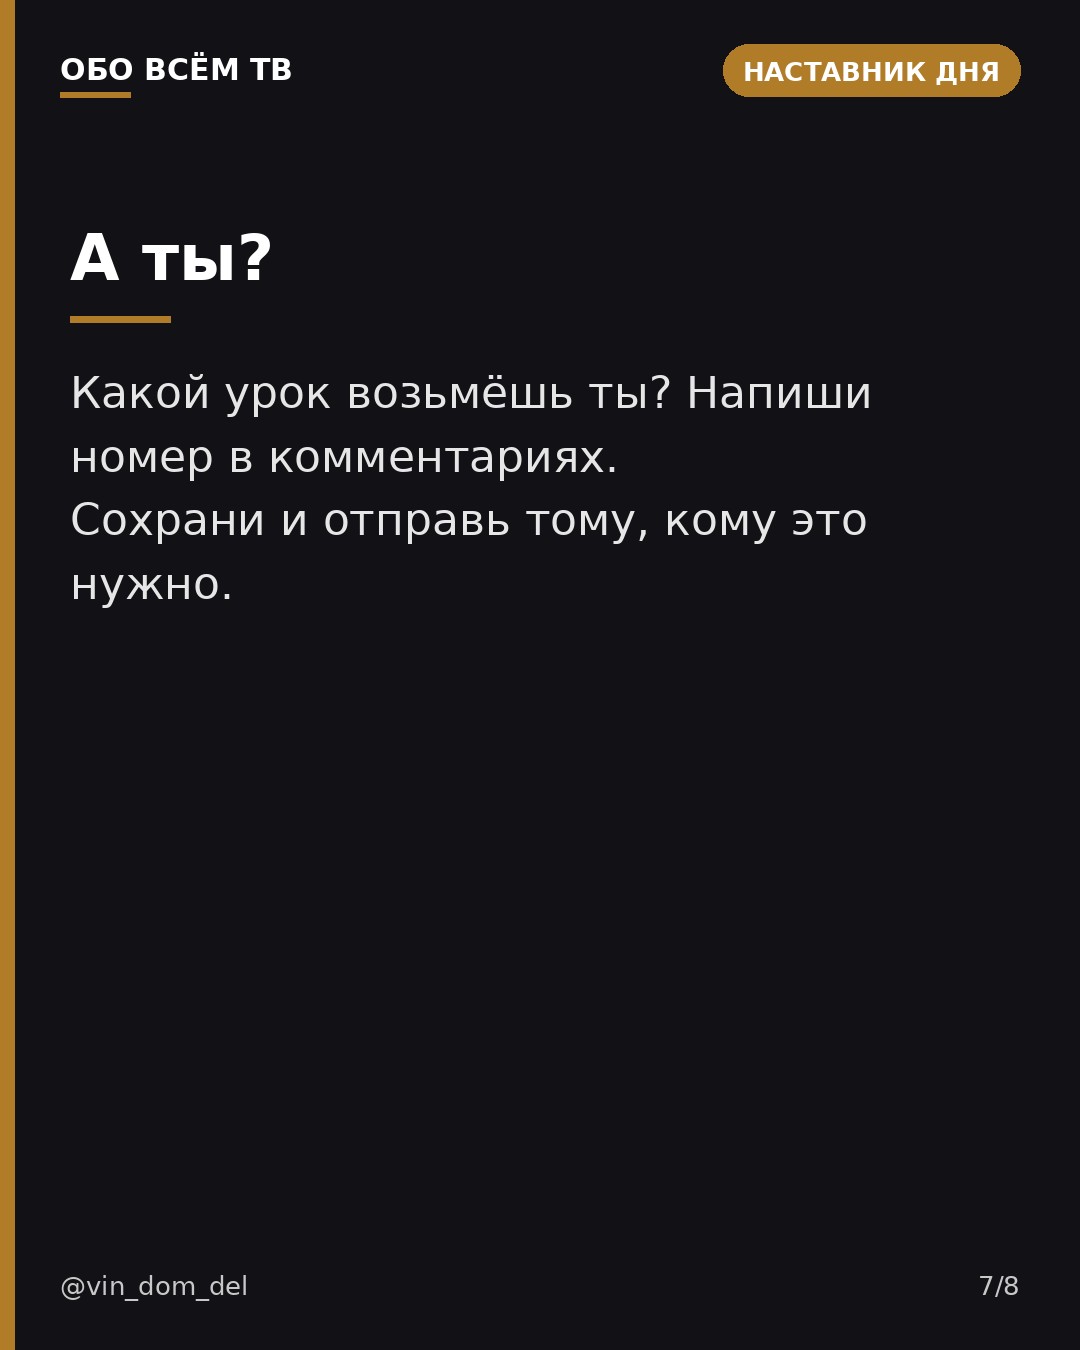 ОБО ВСЁМ ТВ
НАСТАВНИК ДНЯ
А ты?
Какой урок возьмёшь ты? Напиши
номер в комментариях.
Сохрани и отправь тому, кому это
нужно.
@vin_dom_del
7/8